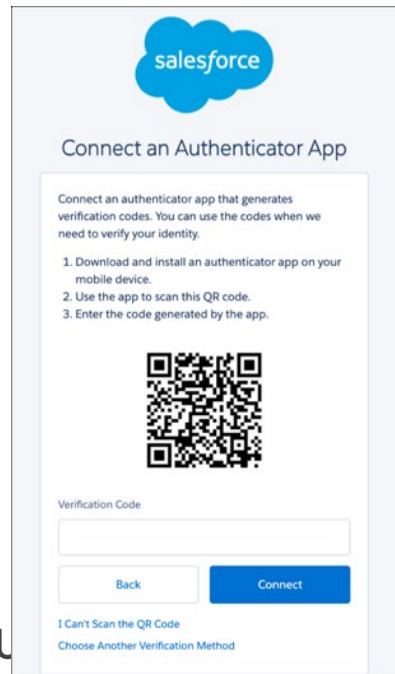 salesforce
Connect an Authenticator App
Connect an authenticator app that generates
verification codes. You can use the codes when we
need to verify your identity.
1. Download and install an authenticator app on your
mobile device.
2. Use the app to scan this QR code.
3. Enter the code generated by the app.
Verification Code
Back
Connect
I Can't Scan the QR Code
Choose Another Verification Method